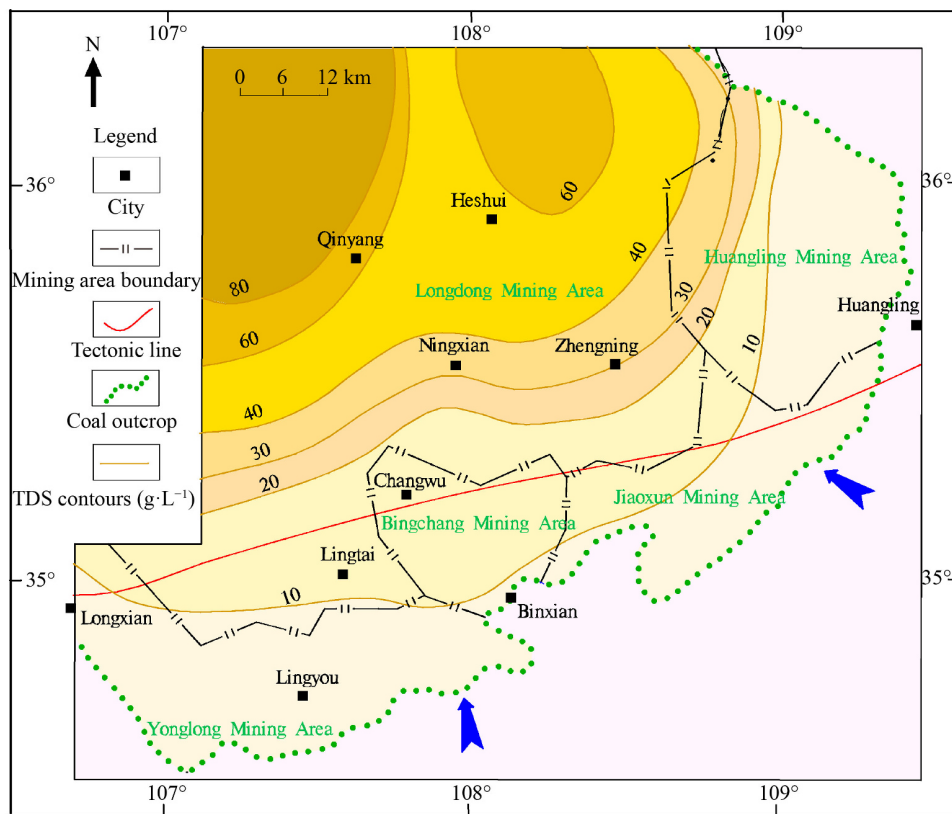 107°
108°
109°
N
0 6 12 km
Legend
36°
36°
City
Heshui
60
Qinyang
40
Huangling Mining Area
Mining area boundary
80
Longdong Mining Area
30
Huangling
20
60
Tectonic line
Ningxian
Zhengning
10
Coal outcrop
40
30
20
Changwu
TDS contours (g·L⁻¹)
Jiaoxun Mining Area
Bingchang Mining Area
Lingtai
35°
35°
10
Longxian
Binxian
Lingyou
Yonglong Mining Area
107°
108°
109°